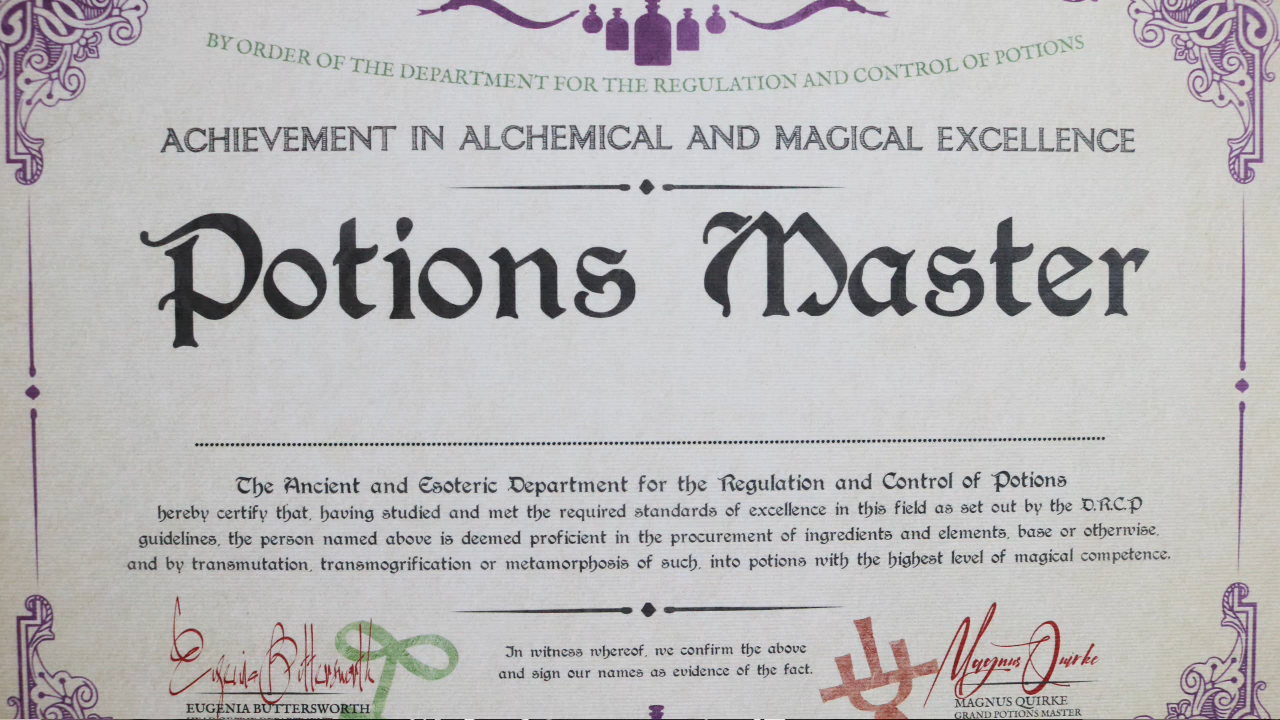 BY ORDER OF THE DEPARTMENT FOR THE REGULATION AND CONTROL OF POTIONS
ACHIEVEMENT IN ALCHEMICAL AND MAGICAL EXCELLENCE
Potions Master
The Ancient and Esoteric Department for the Regulation and Control of Potions
hereby certify that, having studied and met the required standards of excellence in this field as set out by the D.R.C.P
guidelines, the person named above is deemed proficient in the procurement of ingredients and elements, base or otherwise,
and by transmutation, transmogrification or metamorphosis of such, into potions with the highest level of magical competence.
In witness whereof, we confirm the above
and sign our names as evidence of the fact.
Eugenia Buttersworth
Magnus Quirke
EUGENIA BUTTERSWORTH
MAGNUS QUIRKE
GRAND POTIONS MASTER